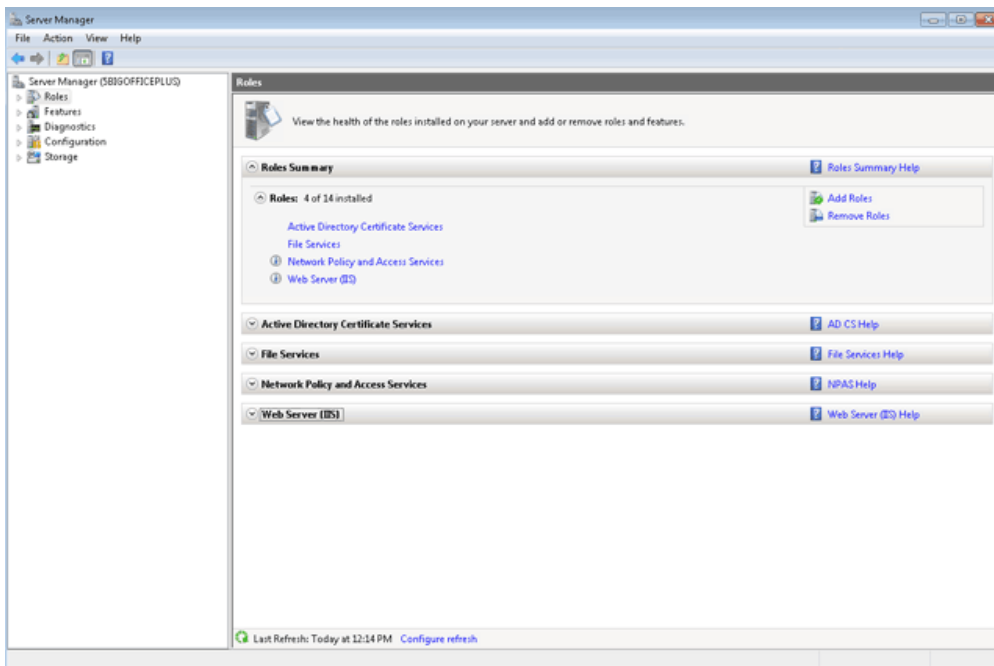 Server Manager
File Action View Help
Server Manager (5BIGOFFICEPLUS)
Roles
Features
Diagnostics
Configuration
Storage
Roles
View the health of the roles installed on your server and add or remove roles and features.
Roles Summary
Roles Summary Help
Roles: 4 of 14 installed
Add Roles
Remove Roles
Active Directory Certificate Services
File Services
Network Policy and Access Services
Web Server (IIS)
Active Directory Certificate Services
AD CS Help
File Services
File Services Help
Network Policy and Access Services
NPAS Help
Web Server (IIS)
Web Server (IIS) Help
Last Refresh: Today at 12:14 PM Configure refresh